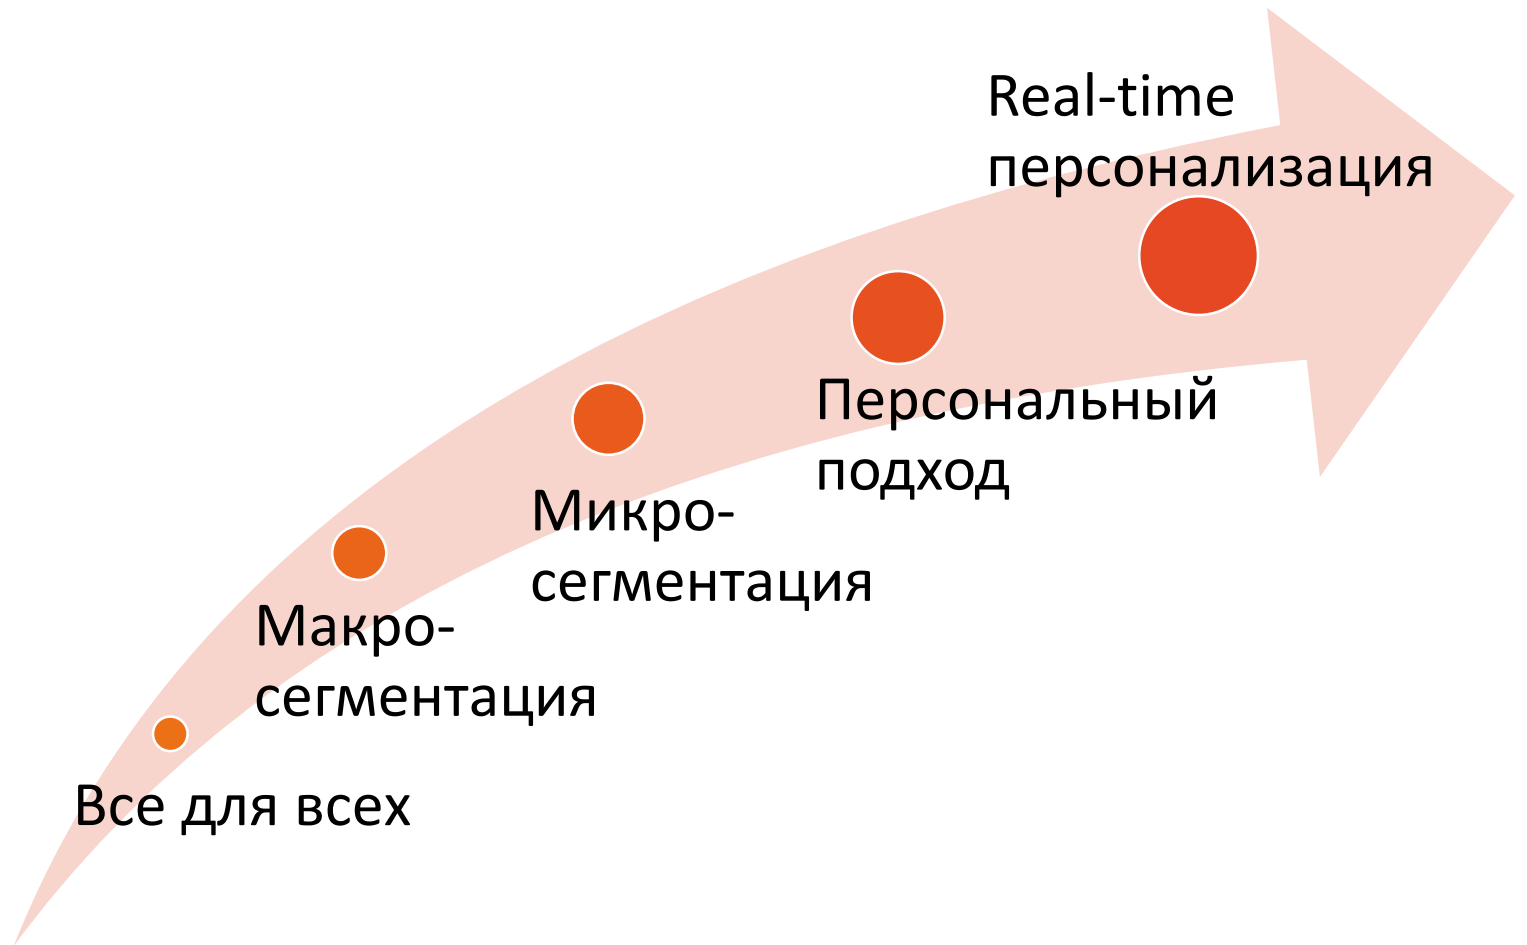 Real-time
персонализация
Персональный
подход
Микро-
сегментация
Макро-
сегментация
Все для всех